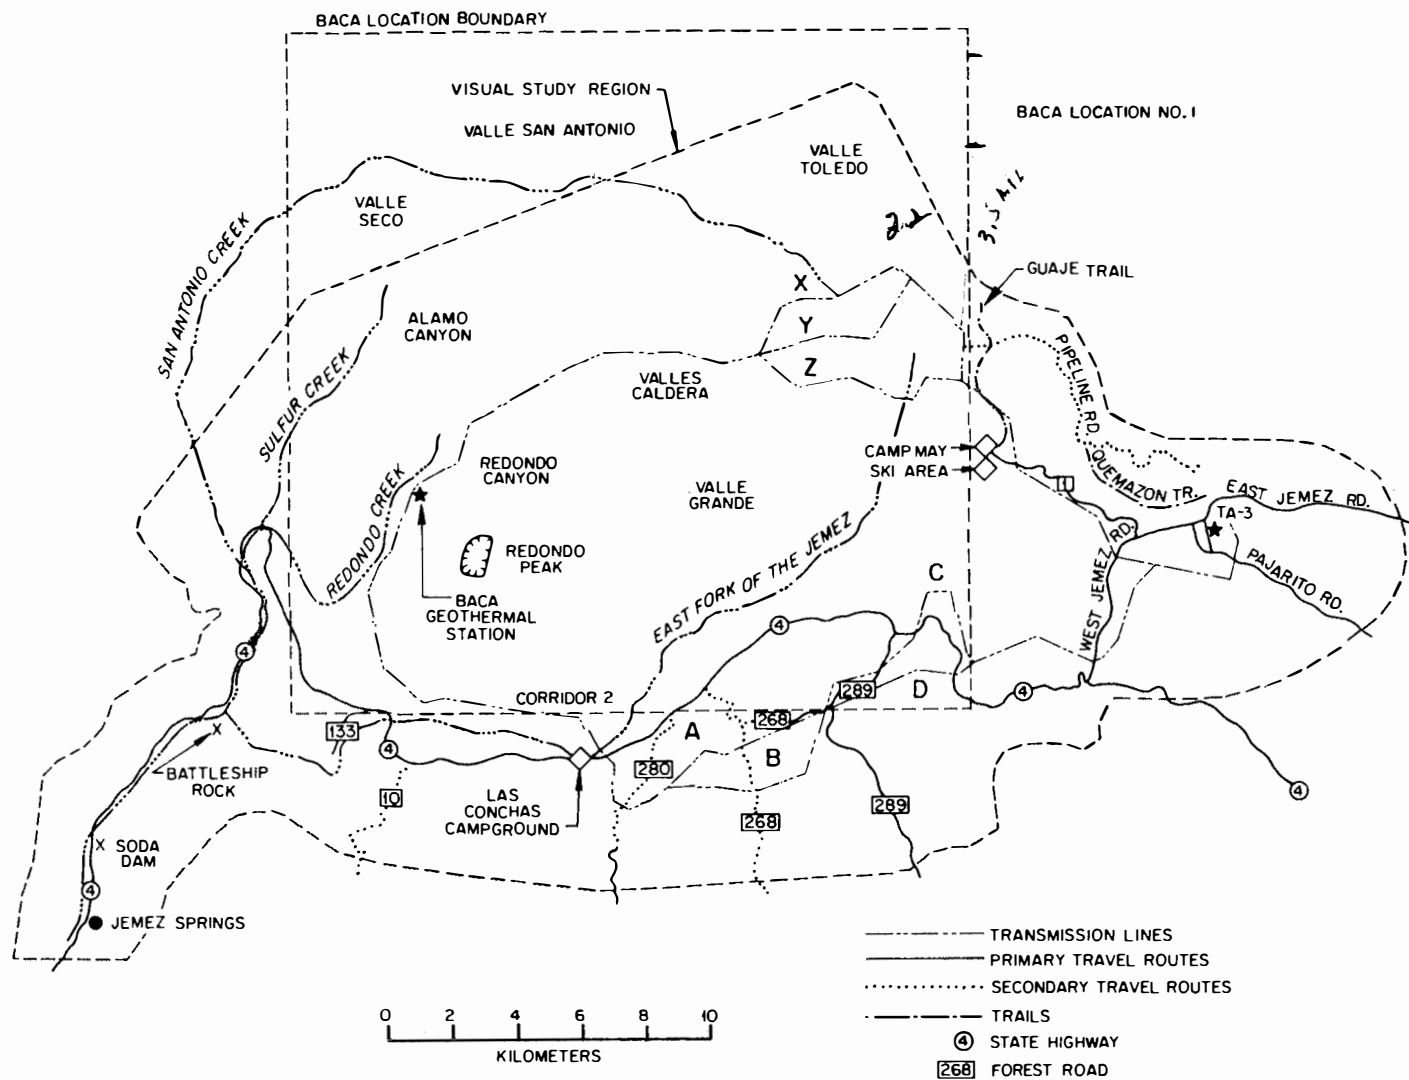 BACA LOCATION BOUNDARY
VISUAL STUDY REGION
VALLE SAN ANTONIO
BACA LOCATION NO. 1
VALLE
TOLEDO
VALLE
SECO
3.5 MIL
SAN ANTONIO CREEK
GUAJE TRAIL
X
ALAMO
CANYON
Y
SULFUR CREEK
PIPELINE RD.
Z
VALLES
CALDERA
CAMP MAY
SKI AREA
REDONDO
CANYON
REDONDO CREEK
VALLE
GRANDE
QUEMAZON TR.
EAST JEMEZ RD.
TA-3
REDONDO
PEAK
WEST JEMEZ RD.
PAJARITO RD.
EAST FORK OF THE JEMEZ
C
BACA
GEOTHERMAL
STATION
4
4
CORRIDOR 2
289
D
4
133
268
A
4
B
BATTLESHIP
ROCK
280
10
LAS
CONCHAS
CAMPGROUND
268
289
4
SODA
DAM
X
X
4
JEMEZ SPRINGS
TRANSMISSION LINES
PRIMARY TRAVEL ROUTES
SECONDARY TRAVEL ROUTES
TRAILS
4 STATE HIGHWAY
268 FOREST ROAD
0 2 4 6 8 10
KILOMETERS